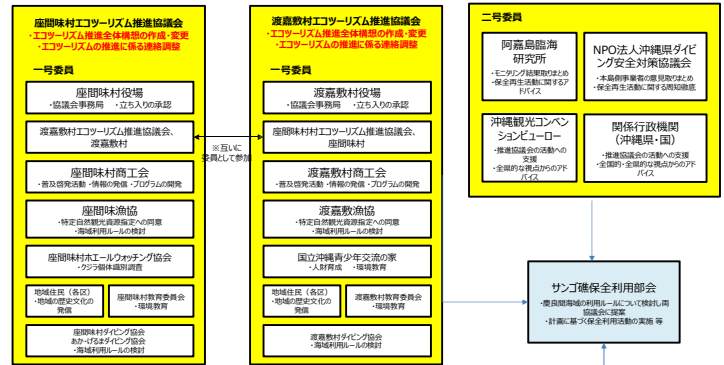 座間味村エコツーリズム推進協議会
・エコツーリズム推進全体構想の作成・変更
・エコツーリズムの推進に係る連絡調整
一号委員
座間味村役場
・協議会事務局　・立ち入りの承認
渡嘉敷村エコツーリズム推進協議会、
渡嘉敷村
座間味村商工会
・普及啓発活動・情報の発信・プログラムの開発
座間味漁協
・特定自然観光資源指定への同意
・海域利用ルールの検討
座間味村ホエールウォッチング協会
・クジラ個体識別調査
地域住民（各区）
・地域の歴史文化の
発信
座間味村教育委員会
・環境教育
座間味村ダイビング協会
あか・げるまダイビング協会
・海域利用ルールの検討
※互いに
委員として参加
渡嘉敷村エコツーリズム推進協議会
・エコツーリズム推進全体構想の作成・変更
・エコツーリズムの推進に係る連絡調整
一号委員
渡嘉敷村役場
・協議会事務局　・立ち入りの承認
座間味村村エコツーリズム推進協議会、
座間味村
渡嘉敷村商工会
・普及啓発活動・情報の発信・プログラムの開発
渡嘉敷漁協
・特定自然観光資源指定への同意
・海域利用ルールの検討
国立沖縄青少年交流の家
・人財育成　・環境教育
地域住民（各区）
・地域の歴史文化の
発信
渡嘉敷村教育委員会
・環境教育
渡嘉敷村ダイビング協会
・海域利用ルールの検討
二号委員
阿嘉島臨海
研究所
・モニタリング結果取りまとめ
・保全再生活動に関するア
ドバイス
NPO法人沖縄県ダイビ
ング安全対策協議会
・本島側事業者の意見取りまとめ
・保全再生活動に関する周知徹底
沖縄観光コンベン
ションビューロー
・推進協議会の活動への
支援
・全県的な視点からのアド
バイス
関係行政機関
（沖縄県・国）
・推進協議会の活動への支援
・全国的・全県的な視点からのアド
バイス
サンゴ礁保全利用部会
・慶良間海域の利用ルールについて検討し両
協議会に提案
・計画に基づく保全利用活動の実施 等